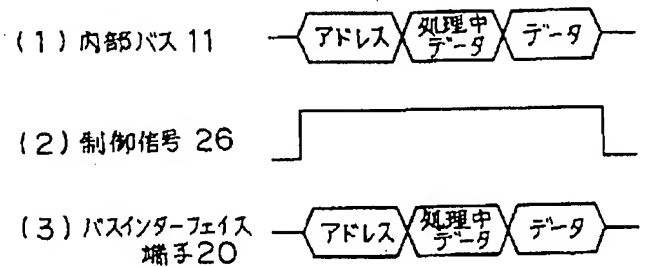 (1) 内部バス 11
アドレス
処理中
データ
データ
(2) 制御信号 26
(3) バスインターフェイス
端子20
アドレス
処理中
データ
データ